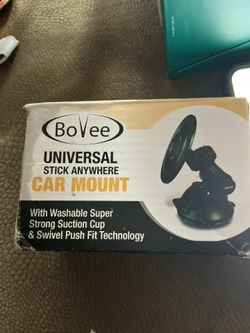 BoVee
UNIVERSAL
STICK ANYWHERE
CAR MOUNT
With Washable Super
Strong Suction Cup
& Swivel Push Fit Technology